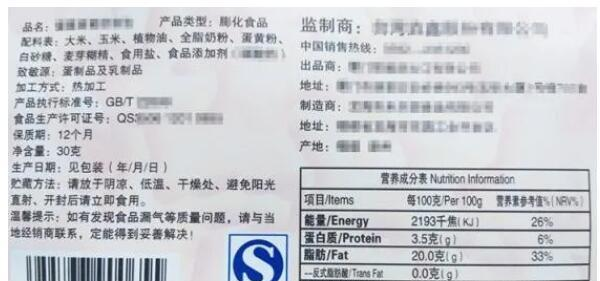 品名：
产品类型：膨化食品
配料表：大米、玉米、植物油、全脂奶粉、蛋黄粉、
白砂糖、麦芽糊精、食用盐、食品添加剂
致敏源：蛋制品及乳制品
加工方式：热加工
产品执行标准号：GB/T
食品生产许可证号：QS
保质期：12个月
净含量：30克
生产日期：见包装（年/月/日）
贮藏方法：请放于阴凉、低温、干燥处、避免阳光
直射、开封后请立即食用。
温馨提示：如有发现食品漏气等质量问题，请与当
地经销商联系，定能得到妥善解决！
监制商：
中国销售热线：
出品商：
地址：
制造商：
地址：
产地：
营养成分表 Nutrition Information
项目/Items 每100克/Per 100g 营养素参考值%(NRV%)
能量/Energy 2193千焦(KJ) 26%
蛋白质/Protein 3.5克(g) 6%
脂肪/Fat 20.0克(g) 33%
--反式脂肪酸/Trans Fat 0.0克(g)
S